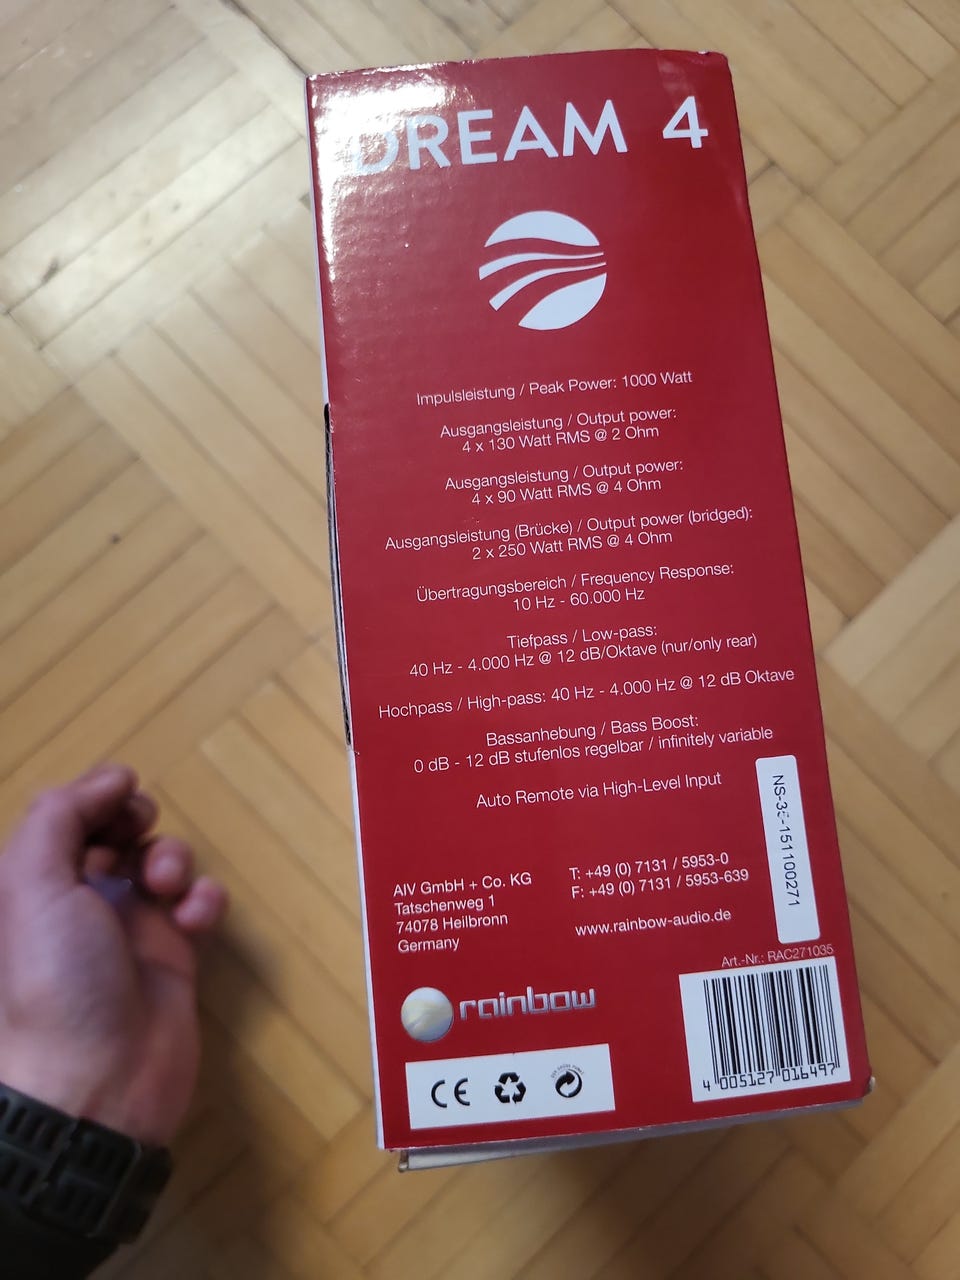 DREAM 4
Impulsleistung / Peak Power: 1000 Watt
Ausgangsleistung / Output power:
4 x 130 Watt RMS @ 2 Ohm
Ausgangsleistung / Output power:
4 x 90 Watt RMS @ 4 Ohm
Ausgangsleistung (Brücke) / Output power (bridged):
2 x 250 Watt RMS @ 4 Ohm
Übertragungsbereich / Frequency Response:
10 Hz - 60.000 Hz
Tiefpass / Low-pass:
40 Hz - 4.000 Hz @ 12 dB/Oktave (nur/only rear)
Hochpass / High-pass: 40 Hz - 4.000 Hz @ 12 dB Oktave
Bassanhebung / Bass Boost:
0 dB - 12 dB stufenlos regelbar / infinitely variable
Auto Remote via High-Level Input
NS-35-151100271
AIV GmbH + Co. KG
Tatschenweg 1
74078 Heilbronn
Germany
T: +49 (0) 7131 / 5953-0
F: +49 (0) 7131 / 5953-639
www.rainbow-audio.de
Art.-Nr.: RAC271035
rainbow
CE
4 005127 016497